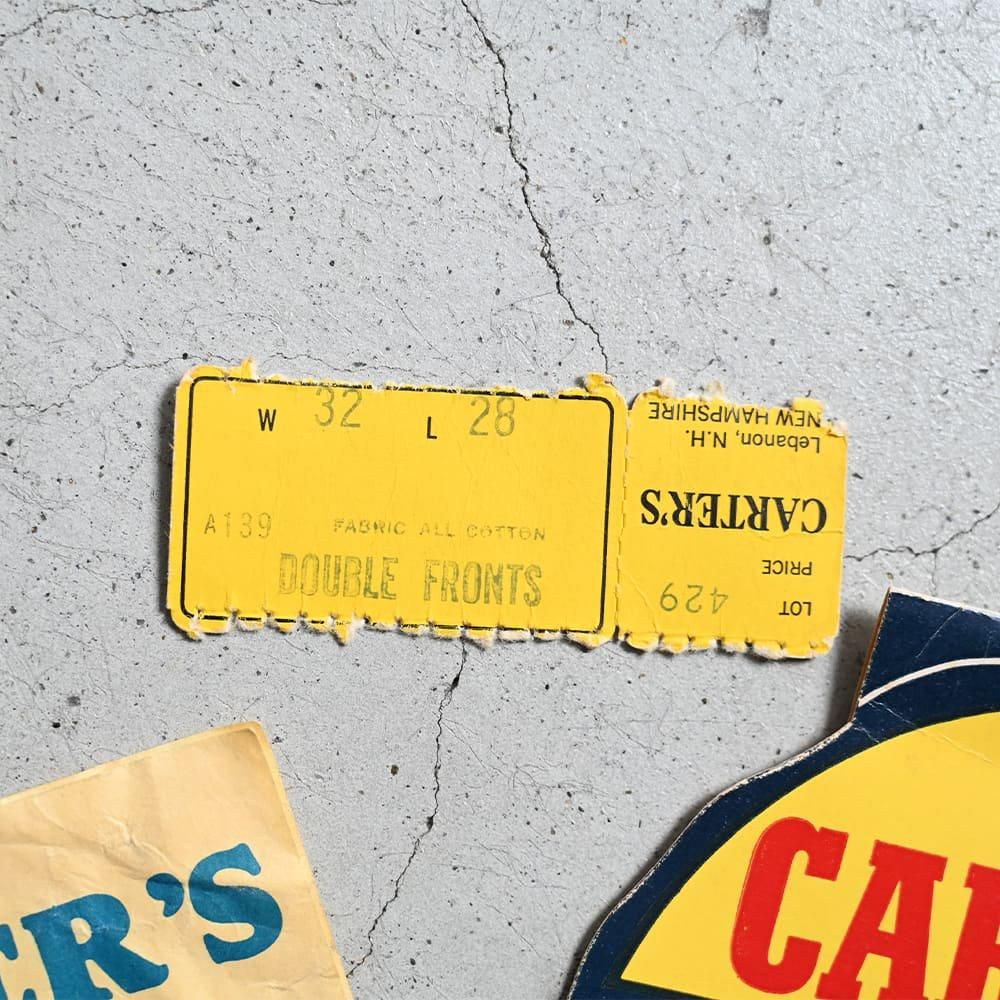 W 32 L 28
A139 FABRIC ALL COTTON
DOUBLE FRONTS
LOT 429
PRICE
CARTER'S
Lebanon, N.H.
NEW HAMPSHIRE
ER'S
CAR